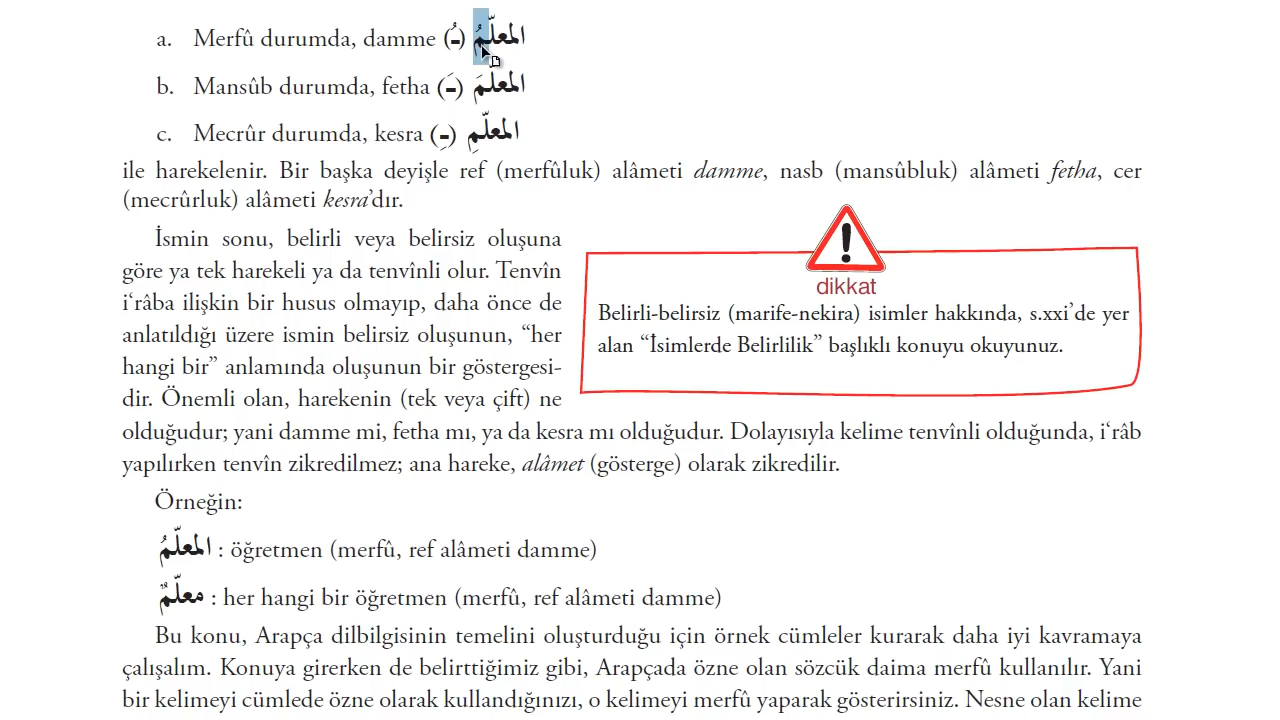 a. Merfû durumda, damme (ـُ) المعلّمُ
b. Mansûb durumda, fetha (ـَ) المعلّمَ
c. Mecrûr durumda, kesra (ـِ) المعلّمِ
ile harekelenir. Bir başka deyişle ref (merfûluk) alâmeti damme, nasb (mansûbluk) alâmeti fetha, cer
(mecrûrluk) alâmeti kesra’dır.
İsmin sonu, belirli veya belirsiz oluşuna
göre ya tek harekeli ya da tenvînli olur. Tenvîn
i‘râba ilişkin bir husus olmayıp, daha önce de
anlatıldığı üzere ismin belirsiz oluşunun, “her
hangi bir” anlamında oluşunun bir göstergesi-
dir. Önemli olan, harekenin (tek veya çift) ne
dikkat
Belirli-belirsiz (marife-nekira) isimler hakkında, s.xxi’de yer
alan “İsimlerde Belirlilik” başlıklı konuyu okuyunuz.
olduğudur; yani damme mi, fetha mı, ya da kesra mı olduğudur. Dolayısıyla kelime tenvînli olduğunda, i‘râb
yapılırken tenvîn zikredilmez; ana hareke, alâmet (gösterge) olarak zikredilir.
Örneğin:
المعلّمُ : öğretmen (merfû, ref alâmeti damme)
معلّمٌ : her hangi bir öğretmen (merfû, ref alâmeti damme)
Bu konu, Arapça dilbilgisinin temelini oluşturduğu için örnek cümleler kurarak daha iyi kavramaya
çalışalım. Konuya girerken de belirttiğimiz gibi, Arapçada özne olan sözcük daima merfû kullanılır. Yani
bir kelimeyi cümlede özne olarak kullandığınızı, o kelimeyi merfû yaparak gösterirsiniz. Nesne olan kelime